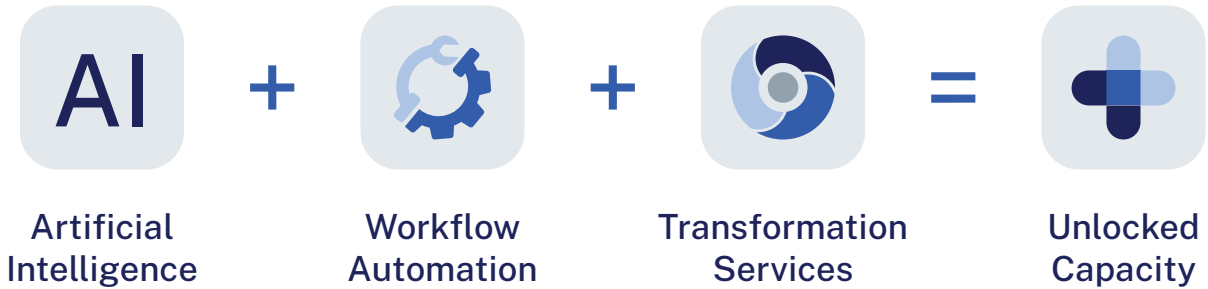 AI + + =
Artificial Intelligence
Workflow Automation
Transformation Services
Unlocked Capacity